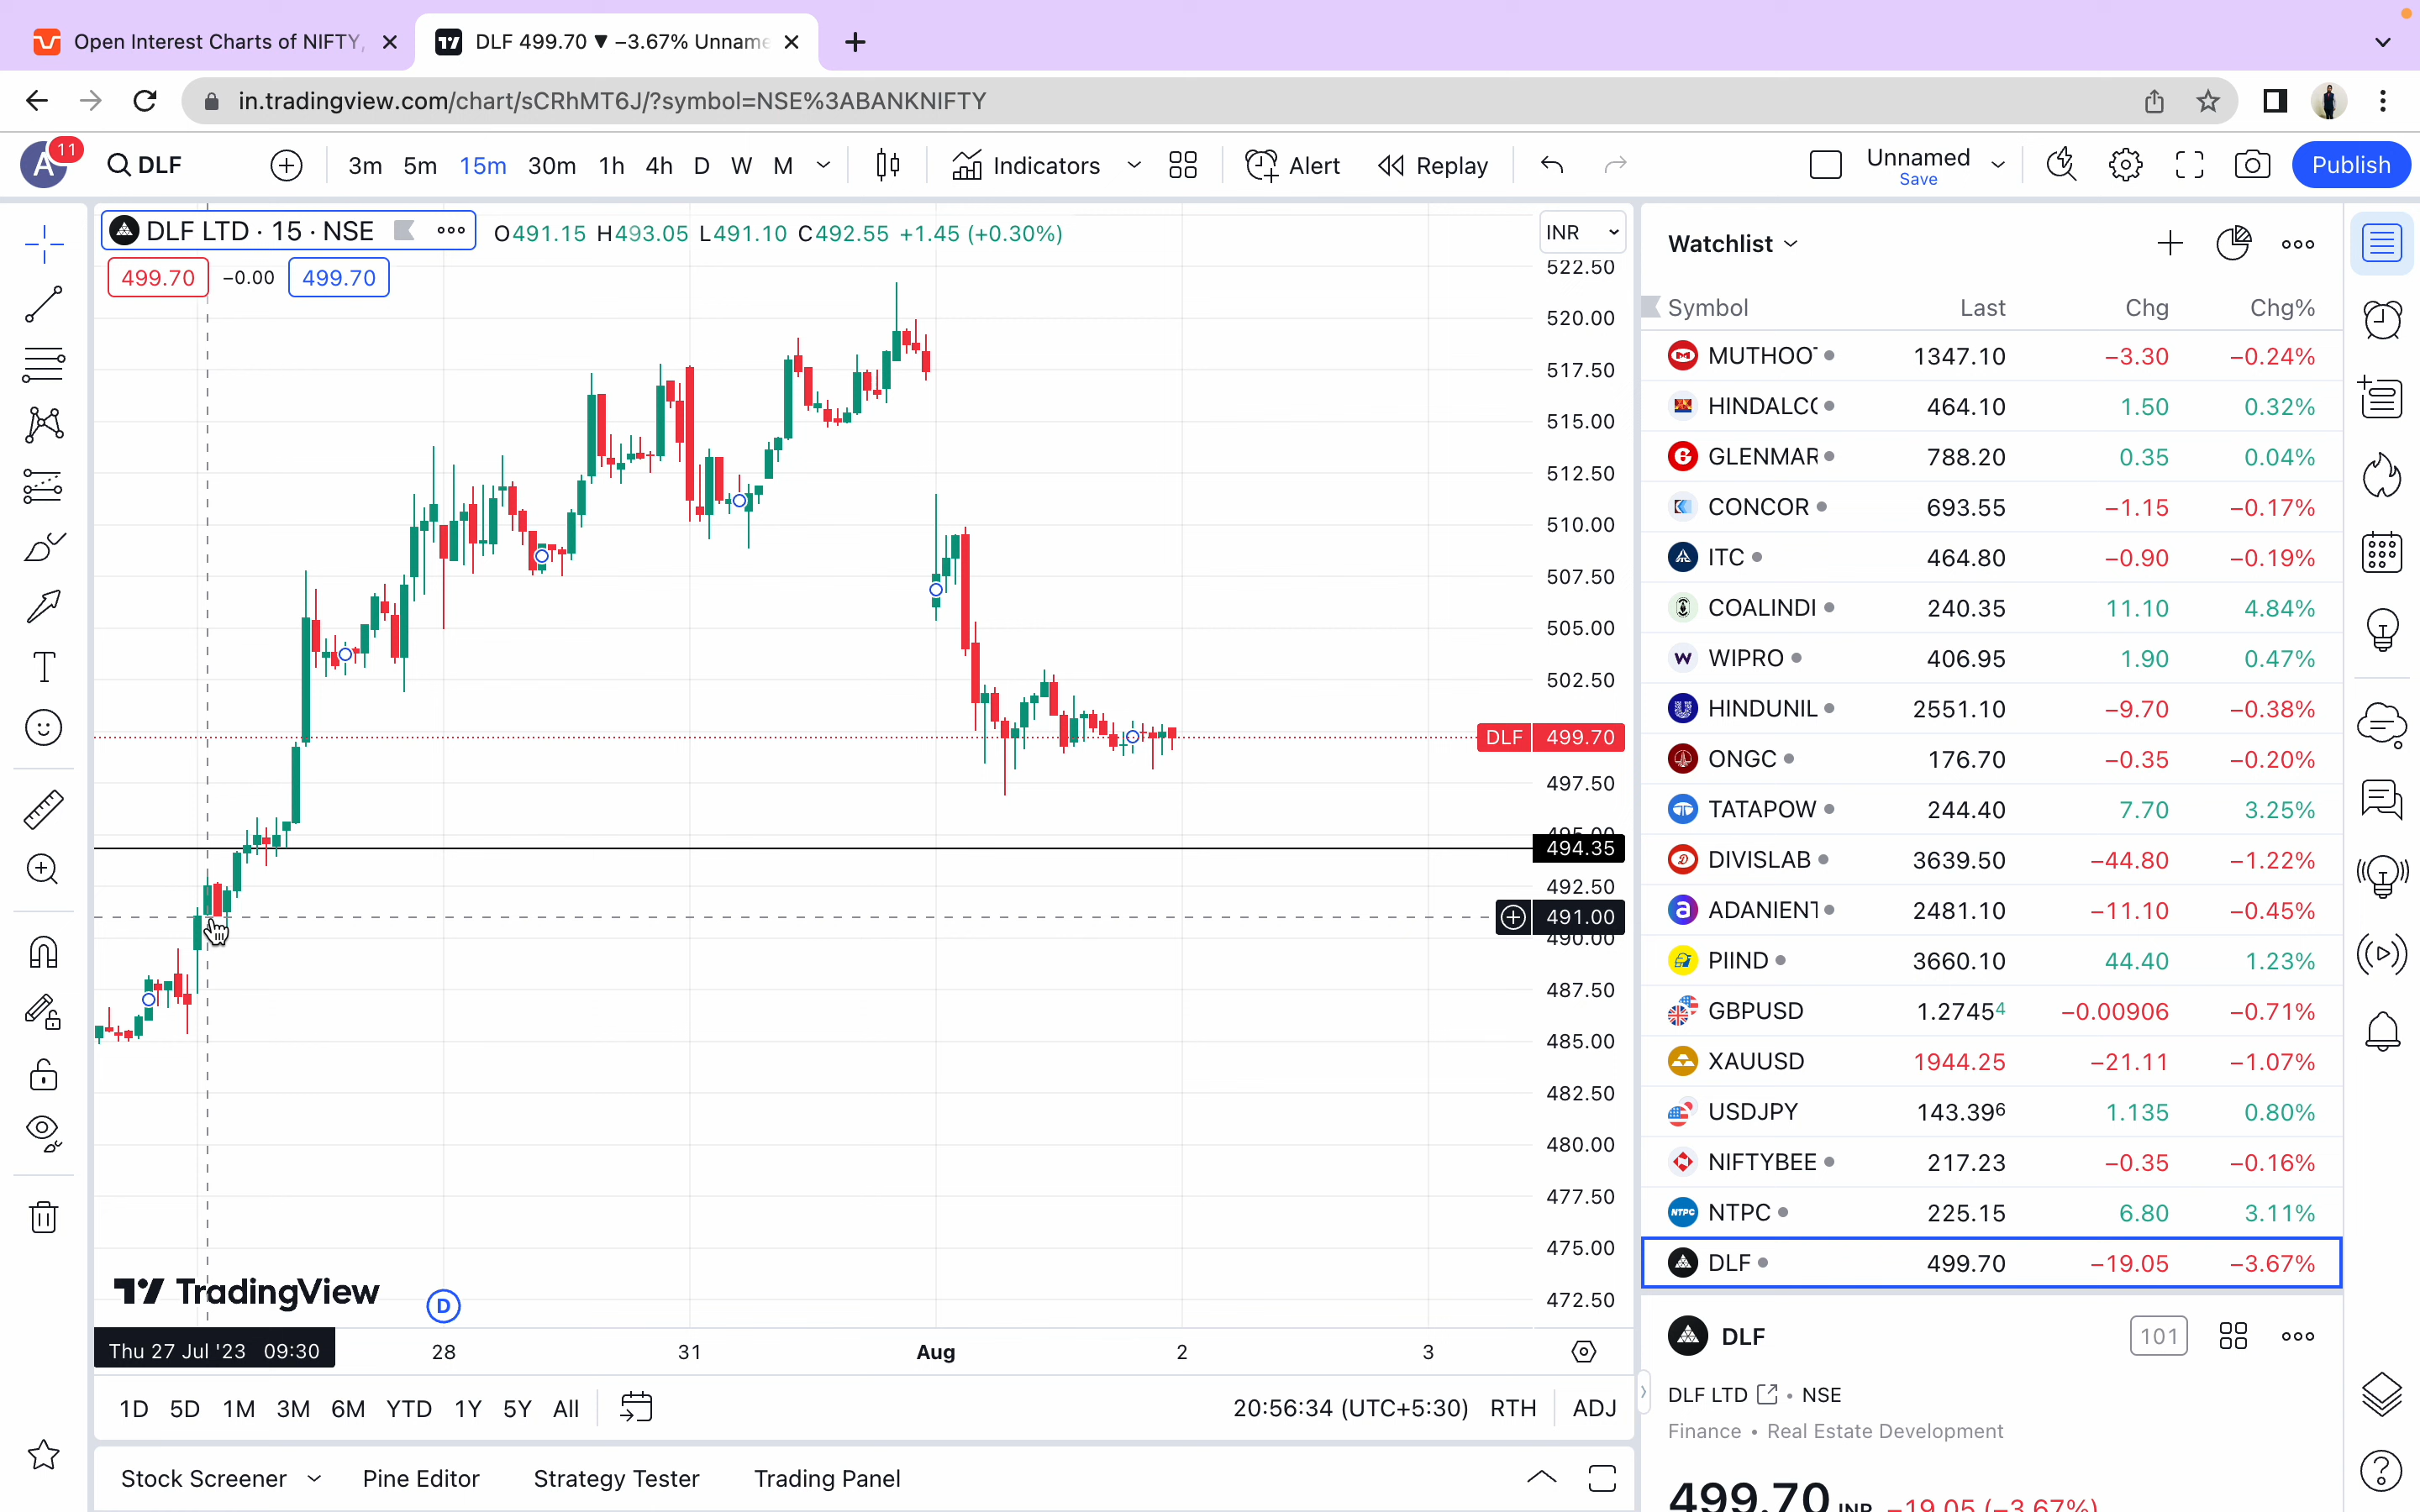 Open Interest Charts of NIFTY,
DLF 499.70 ▼ −3.67% Unname
in.tradingview.com/chart/sCRhMT6J/?symbol=NSE%3ABANKNIFTY
A 11 DLF 3m 5m 15m 30m 1h 4h D W M Indicators Alert Replay Unnamed Save Publish
DLF LTD · 15 · NSE O491.15 H493.05 L491.10 C492.55 +1.45 (+0.30%)
499.70 −0.00 499.70
INR
522.50
520.00
517.50
515.00
512.50
510.00
507.50
505.00
502.50
DLF 499.70
497.50
495.00
494.35
492.50
491.00
490.00
487.50
485.00
482.50
480.00
477.50
475.00
472.50
TradingView
D
Thu 27 Jul '23 09:30 28 31 Aug 2 3
1D 5D 1M 3M 6M YTD 1Y 5Y All 20:56:34 (UTC+5:30) RTH ADJ
Stock Screener Pine Editor Strategy Tester Trading Panel
Watchlist
Symbol Last Chg Chg%
MUTHOOT 1347.10 −3.30 −0.24%
HINDALC 464.10 1.50 0.32%
GLENMAR 788.20 0.35 0.04%
CONCOR 693.55 −1.15 −0.17%
ITC 464.80 −0.90 −0.19%
COALINDI 240.35 11.10 4.84%
WIPRO 406.95 1.90 0.47%
HINDUNIL 2551.10 −9.70 −0.38%
ONGC 176.70 −0.35 −0.20%
TATAPOW 244.40 7.70 3.25%
DIVISLAB 3639.50 −44.80 −1.22%
ADANIENT 2481.10 −11.10 −0.45%
PIIND 3660.10 44.40 1.23%
GBPUSD 1.27454 −0.00906 −0.71%
XAUUSD 1944.25 −21.11 −1.07%
USDJPY 143.396 1.135 0.80%
NIFTYBEE 217.23 −0.35 −0.16%
NTPC 225.15 6.80 3.11%
DLF 499.70 −19.05 −3.67%
DLF 101
DLF LTD • NSE
Finance • Real Estate Development
499.70 INR −19.05 (−3.67%)